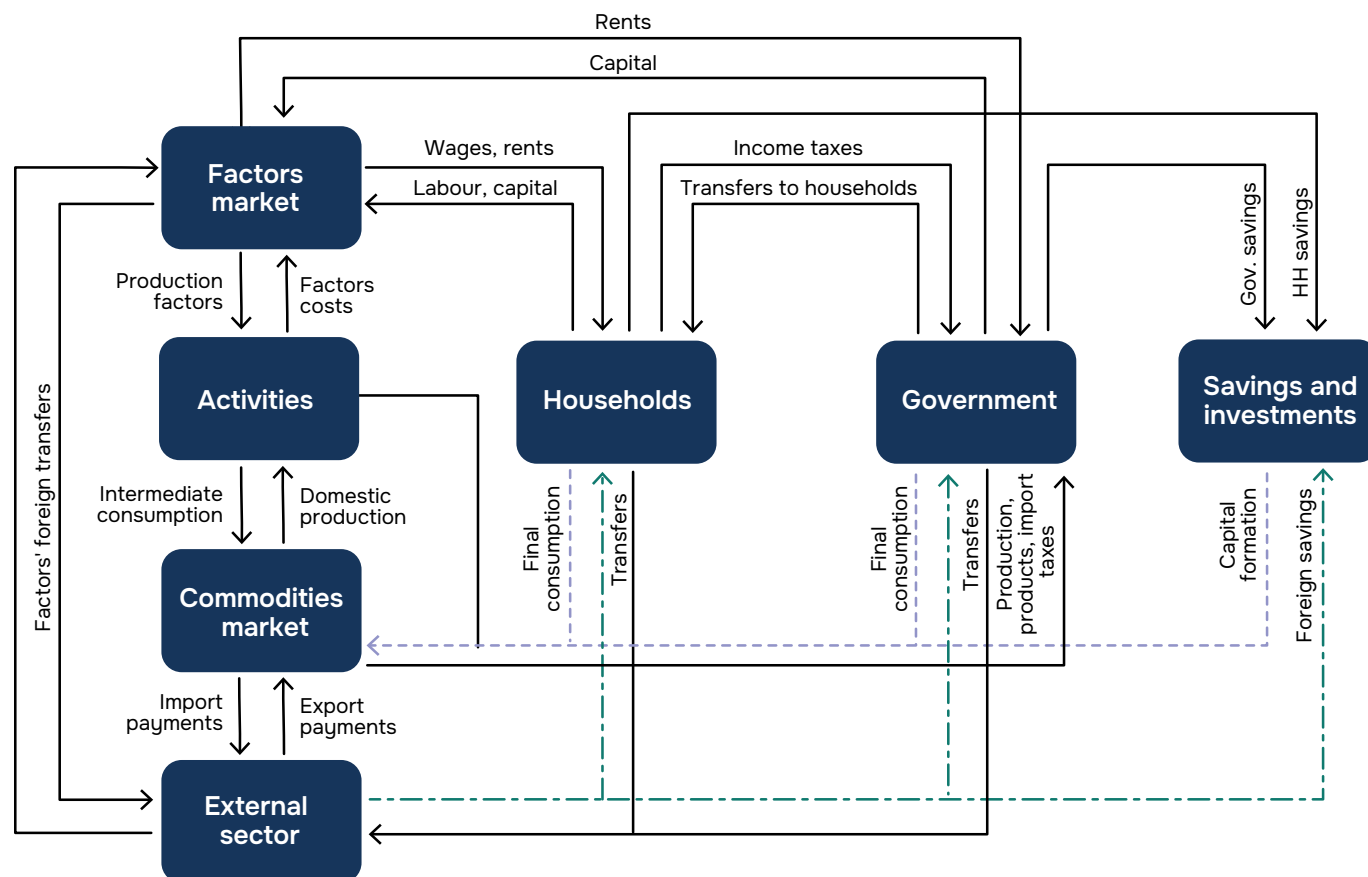 Rents
Capital
Wages, rents
Income taxes
Labour, capital
Transfers to households
Factors
market
Gov. savings
HH savings
Production
factors
Factors
costs
Factors' foreign transfers
Activities
Households
Government
Savings and
investments
Intermediate
consumption
Domestic
production
Final
consumption
Transfers
Final
consumption
Transfers
Production,
products, import
taxes
Capital
formation
Foreign savings
Commodities
market
Import
payments
Export
payments
External
sector